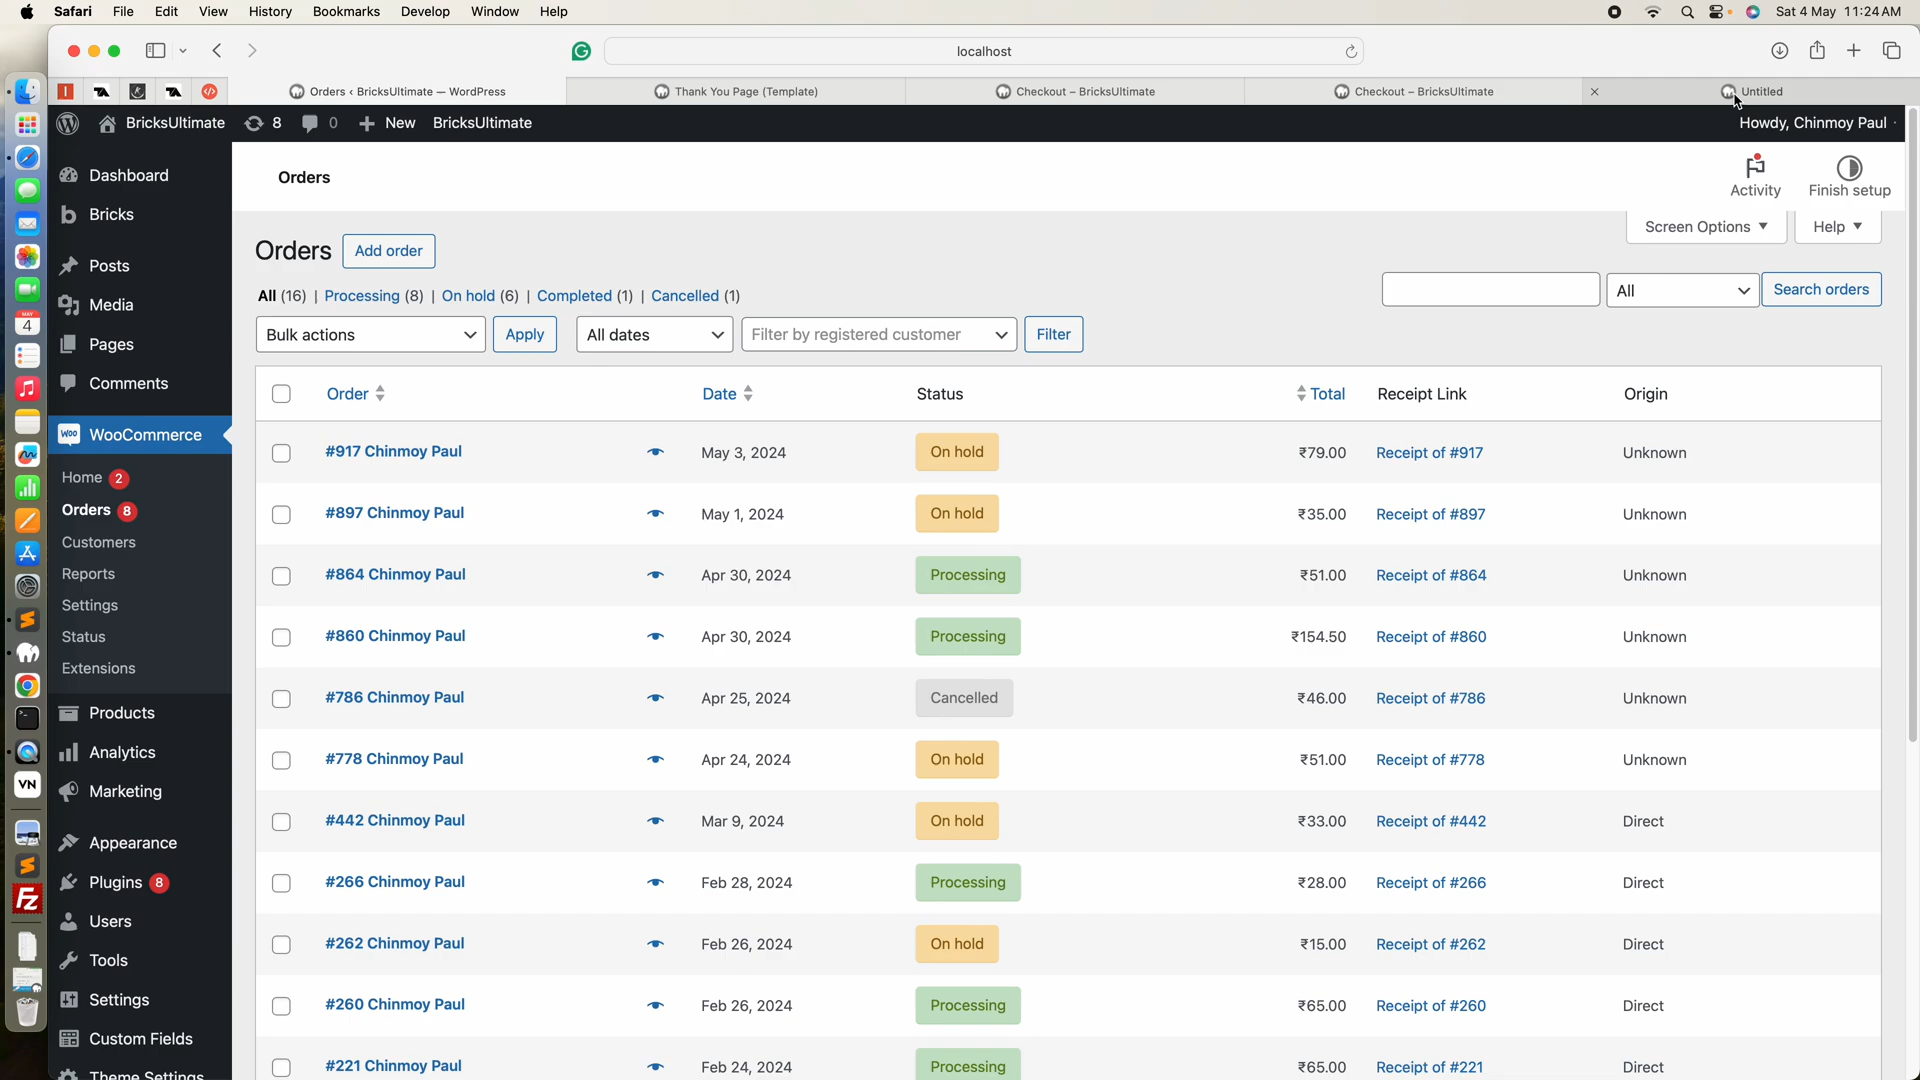 Safari File Edit View History Bookmarks Develop Window Help Sat 4 May 11:24 AM
localhost
Orders ‹ BricksUltimate — WordPress Thank You Page (Template) Checkout – BricksUltimate Checkout – BricksUltimate Untitled
BricksUltimate 8 0 New BricksUltimate Howdy, Chinmoy Paul
Dashboard
Bricks
Posts
Media
Pages
Comments
WooCommerce
Home 2
Orders 8
Customers
Reports
Settings
Status
Extensions
Products
Analytics
Marketing
Appearance
Plugins 8
Users
Tools
Settings
Custom Fields
Theme Settings
Orders
Activity Finish setup
Screen Options Help
Orders Add order
All (16) | Processing (8) | On hold (6) | Completed (1) | Cancelled (1)
All Search orders
Bulk actions Apply All dates Filter by registered customer Filter
Order Date Status Total Receipt Link Origin
#917 Chinmoy Paul May 3, 2024 On hold ₹79.00 Receipt of #917 Unknown
#897 Chinmoy Paul May 1, 2024 On hold ₹35.00 Receipt of #897 Unknown
#864 Chinmoy Paul Apr 30, 2024 Processing ₹51.00 Receipt of #864 Unknown
#860 Chinmoy Paul Apr 30, 2024 Processing ₹154.50 Receipt of #860 Unknown
#786 Chinmoy Paul Apr 25, 2024 Cancelled ₹46.00 Receipt of #786 Unknown
#778 Chinmoy Paul Apr 24, 2024 On hold ₹51.00 Receipt of #778 Unknown
#442 Chinmoy Paul Mar 9, 2024 On hold ₹33.00 Receipt of #442 Direct
#266 Chinmoy Paul Feb 28, 2024 Processing ₹28.00 Receipt of #266 Direct
#262 Chinmoy Paul Feb 26, 2024 On hold ₹15.00 Receipt of #262 Direct
#260 Chinmoy Paul Feb 26, 2024 Processing ₹65.00 Receipt of #260 Direct
#221 Chinmoy Paul Feb 24, 2024 Processing ₹65.00 Receipt of #221 Direct